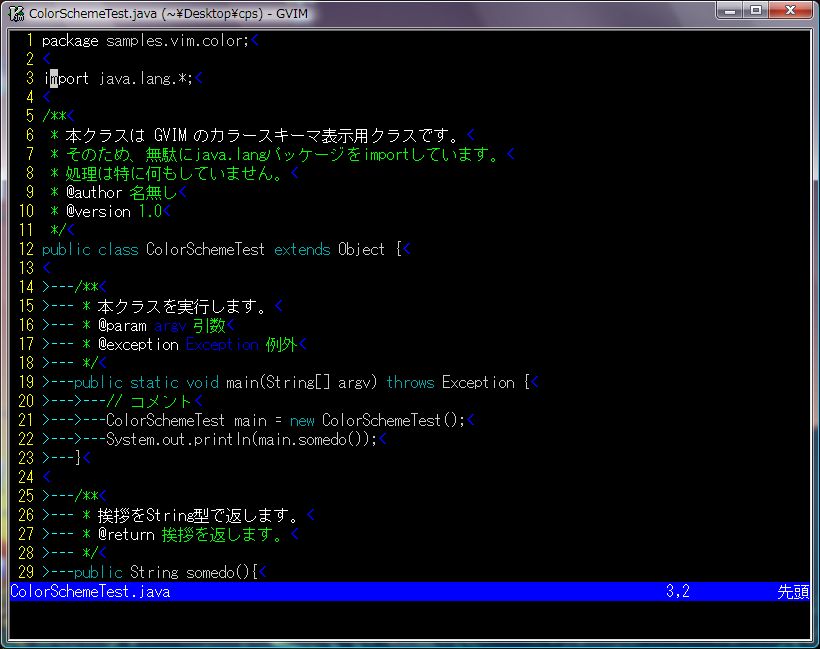 ColorSchemeTest.java (~¥Desktop¥cps) - GVIM
1 package samples.vim.color;<
2 <
3 import java.lang.*;<
4 <
5 /**<
6  * 本クラスは GVIM のカラースキーマ表示用クラスです。<
7  * そのため、無駄にjava.langパッケージをimportしています。<
8  * 処理は特に何もしていません。<
9  * @author 名無し<
10  * @version 1.0<
11  */<
12 public class ColorSchemeTest extends Object {<
13 <
14 >---/**<
15 >--- * 本クラスを実行します。<
16 >--- * @param argv 引数<
17 >--- * @exception Exception 例外<
18 >--- */<
19 >---public static void main(String[] argv) throws Exception {<
20 >--->---// コメント<
21 >--->---ColorSchemeTest main = new ColorSchemeTest();<
22 >--->---System.out.println(main.somedo());<
23 >---}<
24 <
25 >---/**<
26 >--- * 挨拶をString型で返します。<
27 >--- * @return 挨拶を返します。<
28 >--- */<
29 >---public String somedo(){<
ColorSchemeTest.java 3,2 先頭